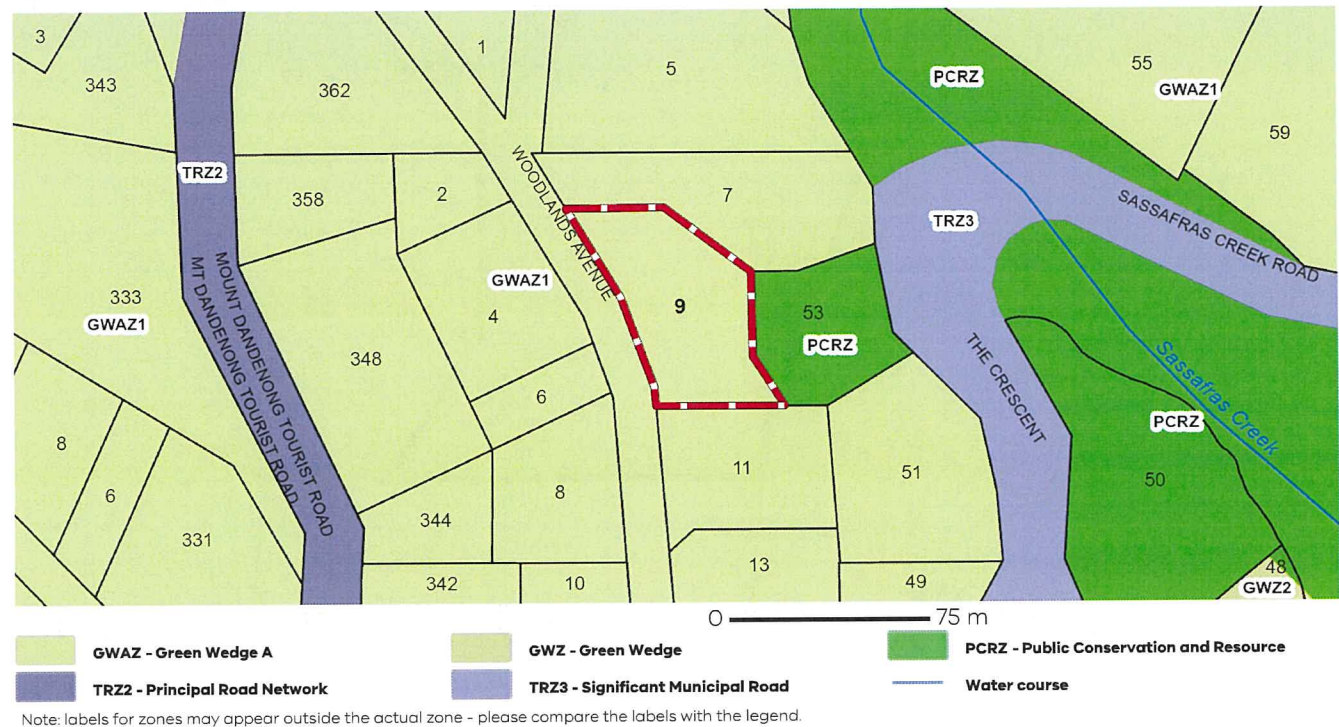 3
343
362
1
5
PCRZ
55
GWAZ1
59
TRZ2
358
2
WOODLANDS AVENUE
7
TRZ3
SASSAFRAS CREEK ROAD
333
GWAZ1
MOUNT DANDENONG TOURIST ROAD
MT DANDENONG TOURIST ROAD
348
GWAZ1
4
9
53
PCRZ
THE CRESCENT
Sassafras Creek
6
PCRZ
8
6
331
344
8
11
51
50
342
10
13
49
48
GWZ2
0 75 m
GWAZ - Green Wedge A
GWZ - Green Wedge
PCRZ - Public Conservation and Resource
TRZ2 - Principal Road Network
TRZ3 - Significant Municipal Road
Water course
Note: labels for zones may appear outside the actual zone - please compare the labels with the legend.